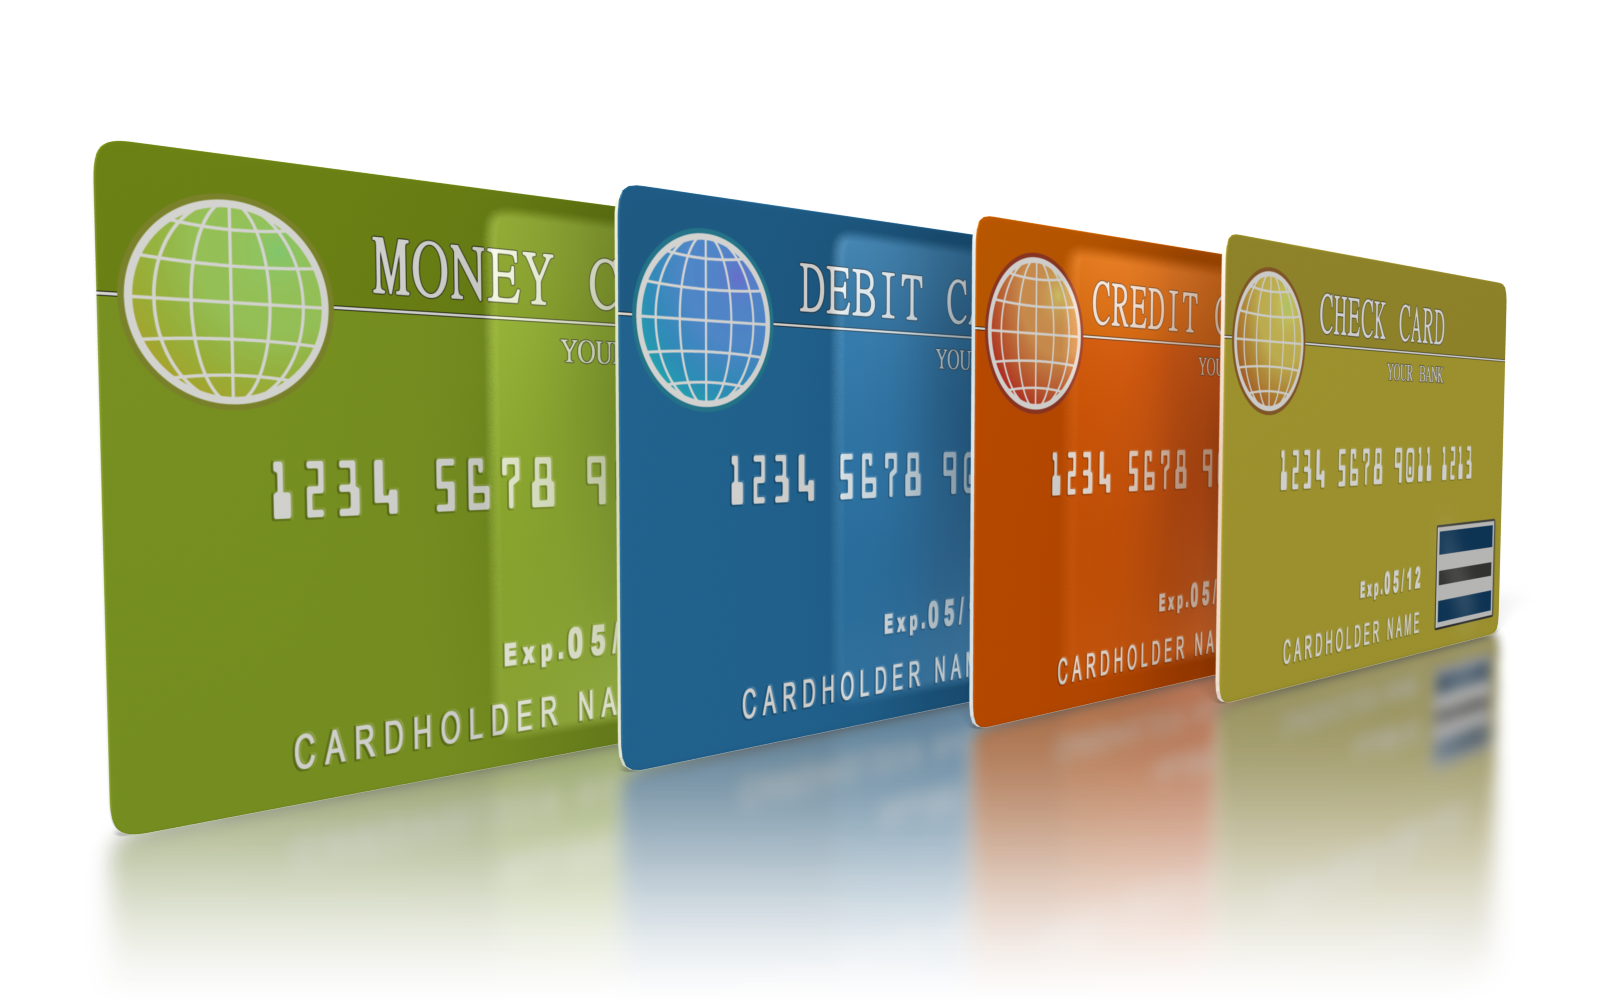 MONEY C
YOU
1234 5678 9
Exp.05/
CARDHOLDER NA
DEBIT CA
YOU
1234 5678 90
Exp.05/
CARDHOLDER NAM
CREDIT C
YOU
1234 5678 9
Exp.05/
CARDHOLDER NA
CHECK CARD
YOUR BANK
1234 5678 9011 1213
Exp.05/12
CARDHOLDER NAME